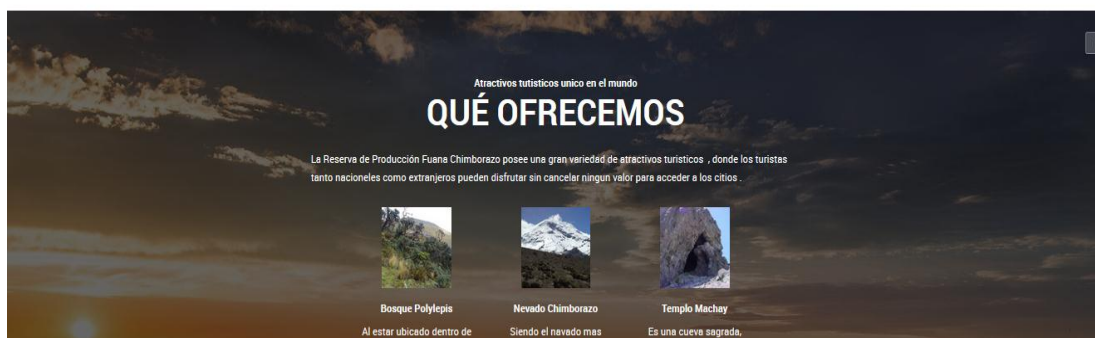 Atractivos tutisticos unico en el mundo
QUÉ OFRECEMOS
La Reserva de Producción Fuana Chimborazo posee una gran variedad de atractivos turisticos , donde los turistas
tanto nacioneles como extranjeros pueden disfrutar sin cancelar ningun valor para acceder a los citios .
Bosque Polylepis
Nevado Chimborazo
Templo Machay
Al estar ubicado dentro de
Siendo el navado mas
Es una cueva sagrada,